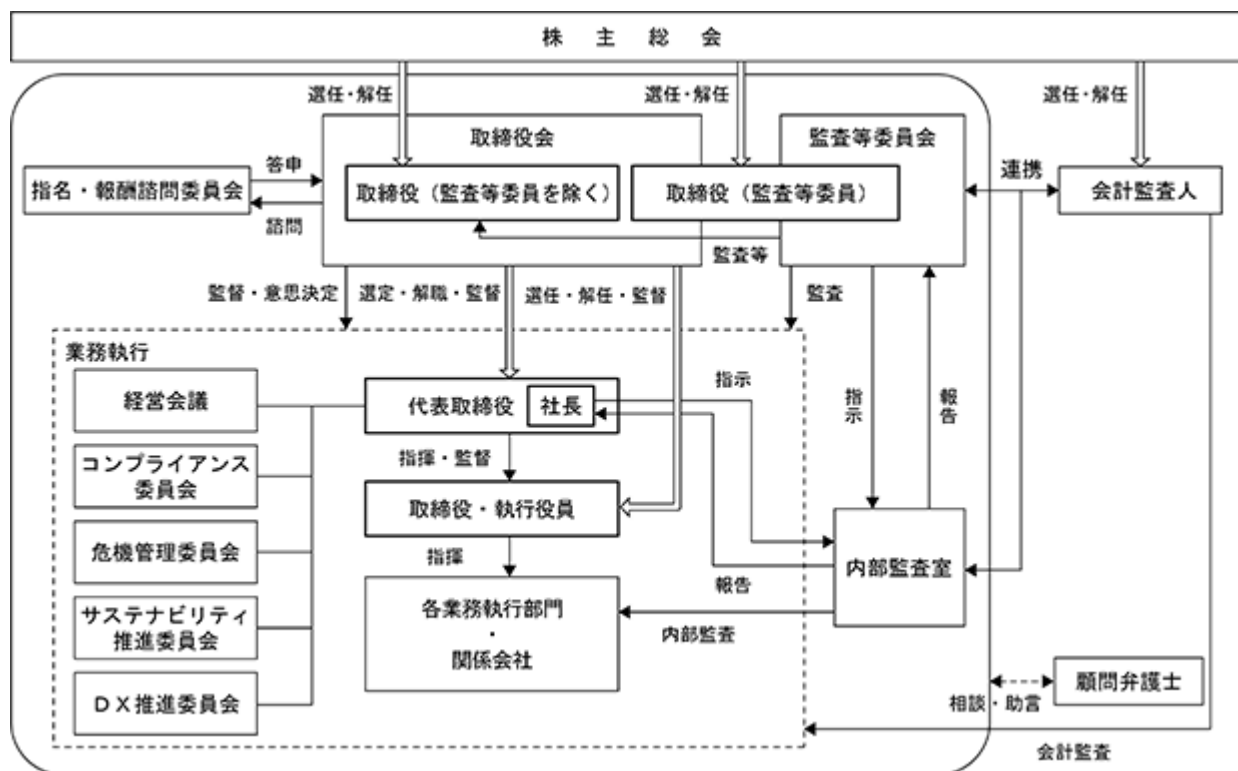 株主総会
選任・解任
選任・解任
選任・解任
取締役会
監査等委員会
答申
連携
指名・報酬諮問委員会
取締役（監査等委員を除く）
取締役（監査等委員）
会計監査人
諮問
監査等
監督・意思決定
選定・解職・監督
選任・解任・監督
監査
業務執行
経営会議
代表取締役
社長
指示
指示
報告
コンプライアンス
委員会
指揮・監督
取締役・執行役員
危機管理委員会
指揮
内部監査室
報告
サステナビリティ
推進委員会
各業務執行部門
・
関係会社
内部監査
ＤＸ推進委員会
顧問弁護士
相談・助言
会計監査